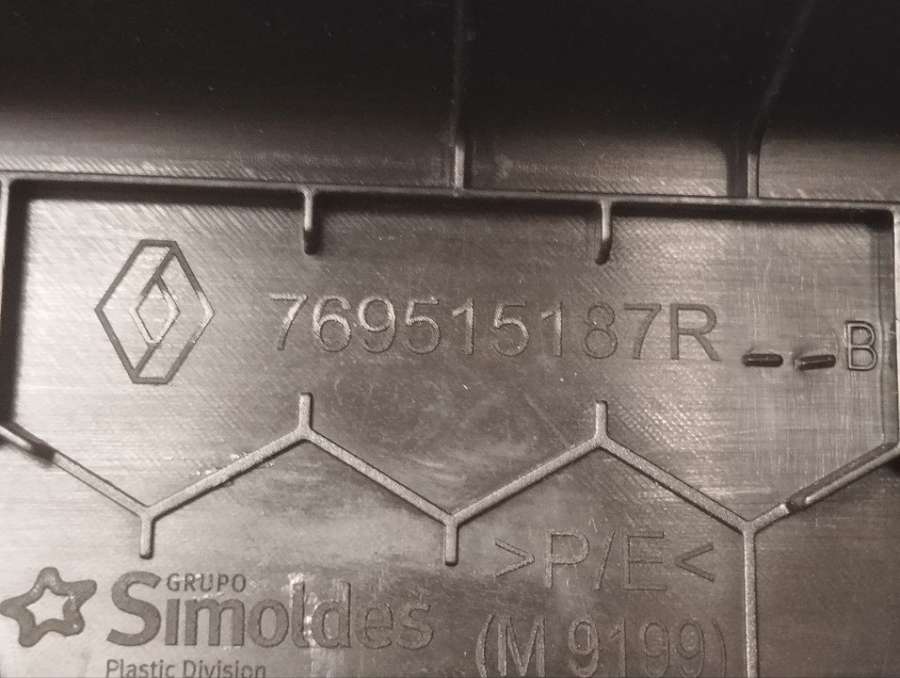 769515187R--B
>P/E<
GRUPO
Simoldes
Plastic Division
(M 9199)